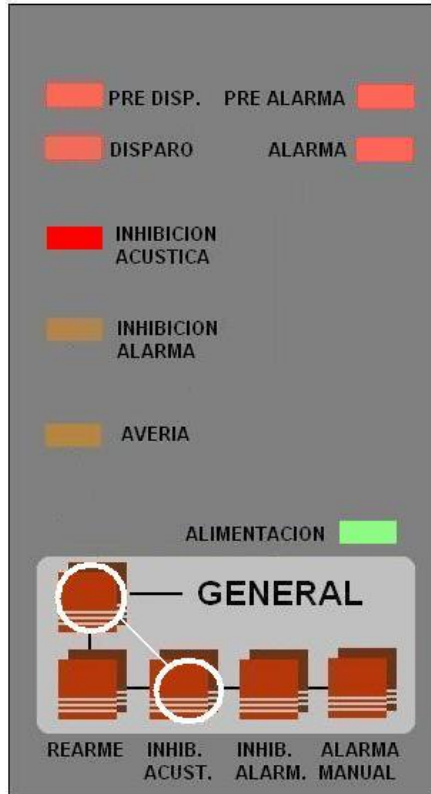 PRE DISP. PRE ALARMA
DISPARO ALARMA
INHIBICION
ACUSTICA
INHIBICION
ALARMA
AVERIA
ALIMENTACION
GENERAL
REARME INHIB. INHIB. ALARMA
ACUST. ALARM. MANUAL